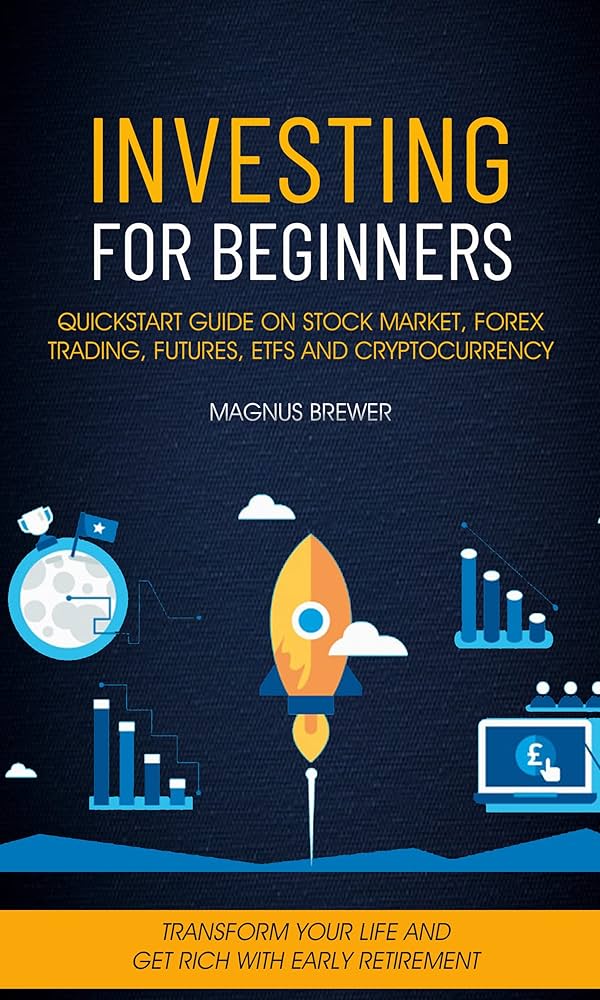 INVESTING
FOR BEGINNERS
QUICKSTART GUIDE ON STOCK MARKET, FOREX
TRADING, FUTURES, ETFS AND CRYPTOCURRENCY
MAGNUS BREWER
£
TRANSFORM YOUR LIFE AND
GET RICH WITH EARLY RETIREMENT